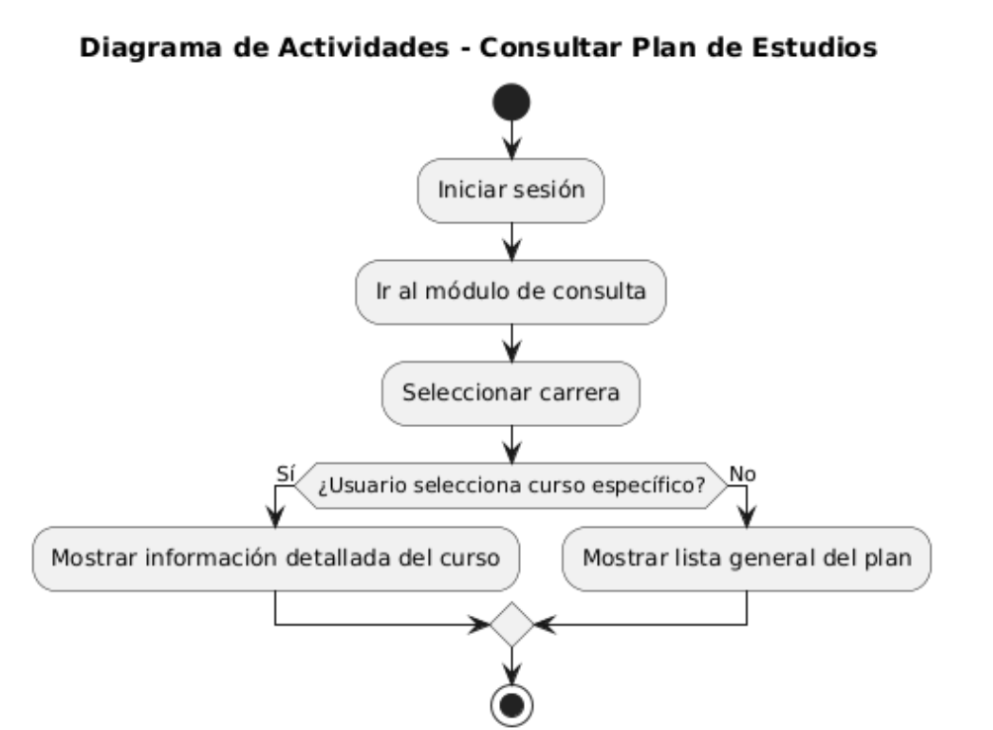 Diagrama de Actividades - Consultar Plan de Estudios
Iniciar sesión
Ir al módulo de consulta
Seleccionar carrera
Sí
¿Usuario selecciona curso específico?
No
Mostrar información detallada del curso
Mostrar lista general del plan